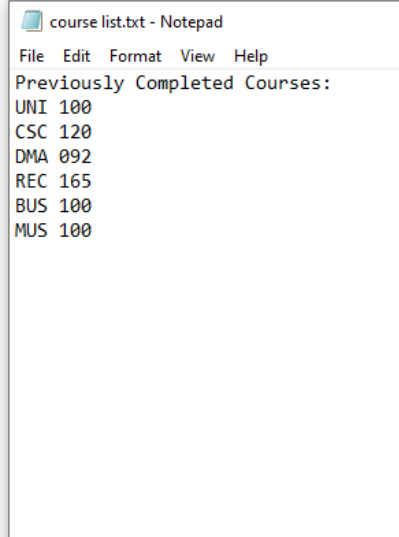 course list.txt - Notepad
File Edit Format View Help
Previously Completed Courses:
UNI 100
CSC 120
DMA 092
REC 165
BUS 100
MUS 100